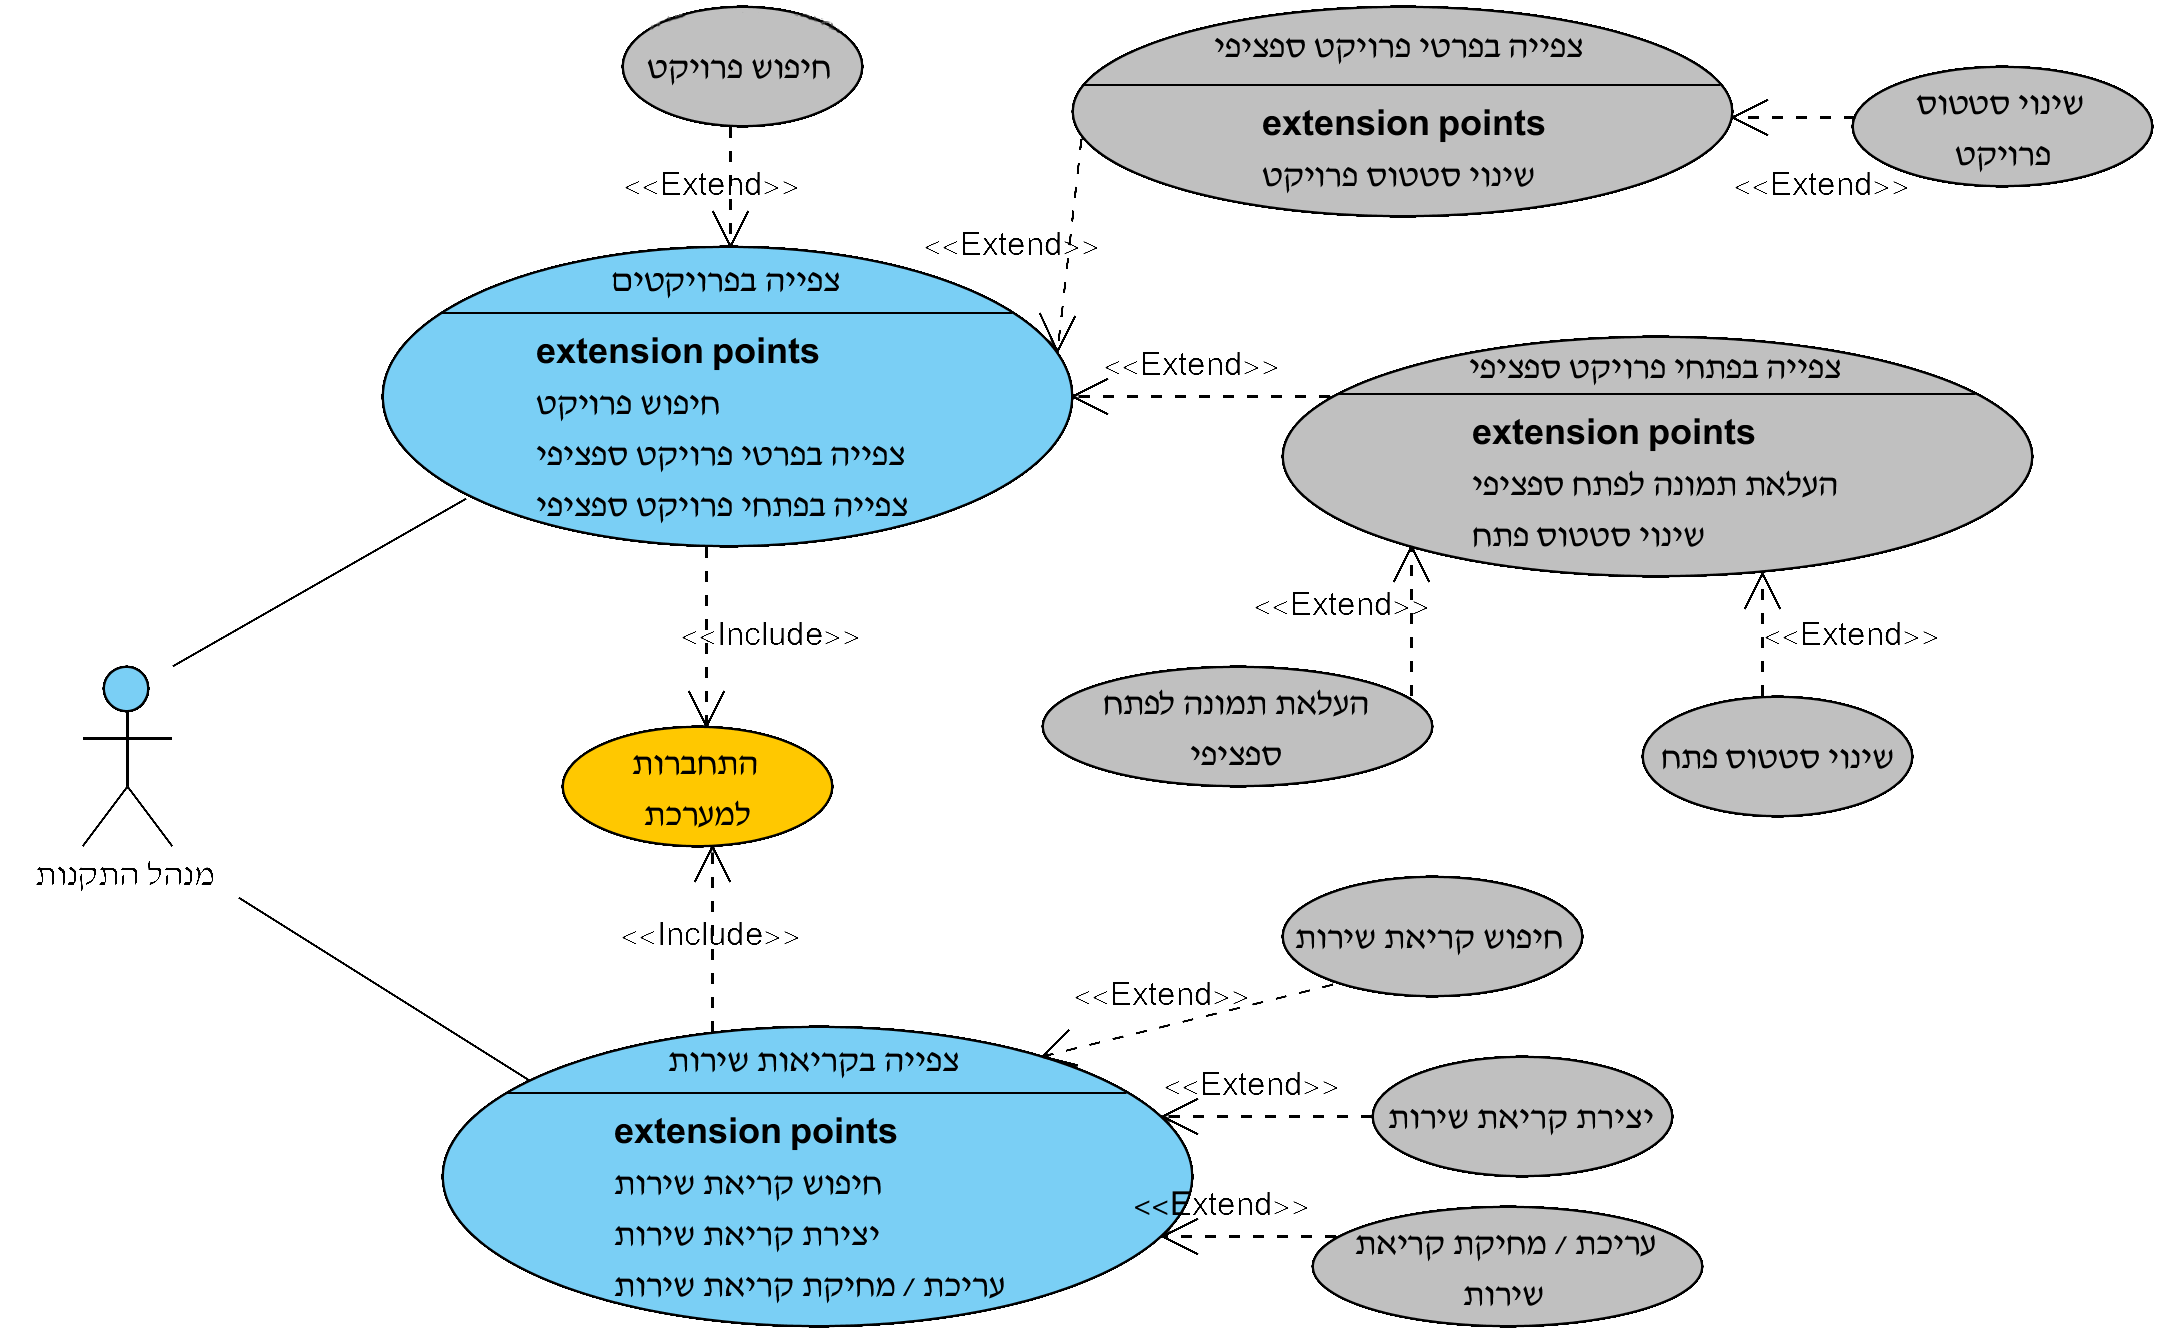 חיפוש פרויקט
<<Extend>>
צפייה בפרטי פרויקט ספציפי
extension points
שינוי סטטוס פרויקט
<<Extend>>
שינוי סטטוס
פרויקט
<<Extend>>
צפייה בפרויקטים
extension points
חיפוש פרויקט
צפייה בפרטי פרויקט ספציפי
צפייה בפתחי פרויקט ספציפי
<<Extend>>
צפייה בפתחי פרויקט ספציפי
extension points
העלאת תמונה לפתח ספציפי
שינוי סטטוס פתח
<<Extend>>
<<Extend>>
העלאת תמונה לפתח
ספציפי
שינוי סטטוס פתח
<<Include>>
התחברות
למערכת
מנהל התקנות
<<Include>>
חיפוש קריאת שירות
<<Extend>>
צפייה בקריאות שירות
extension points
חיפוש קריאת שירות
יצירת קריאת שירות
עריכת / מחיקת קריאת שירות
<<Extend>>
יצירת קריאת שירות
<<Extend>>
עריכת / מחיקת קריאת
שירות